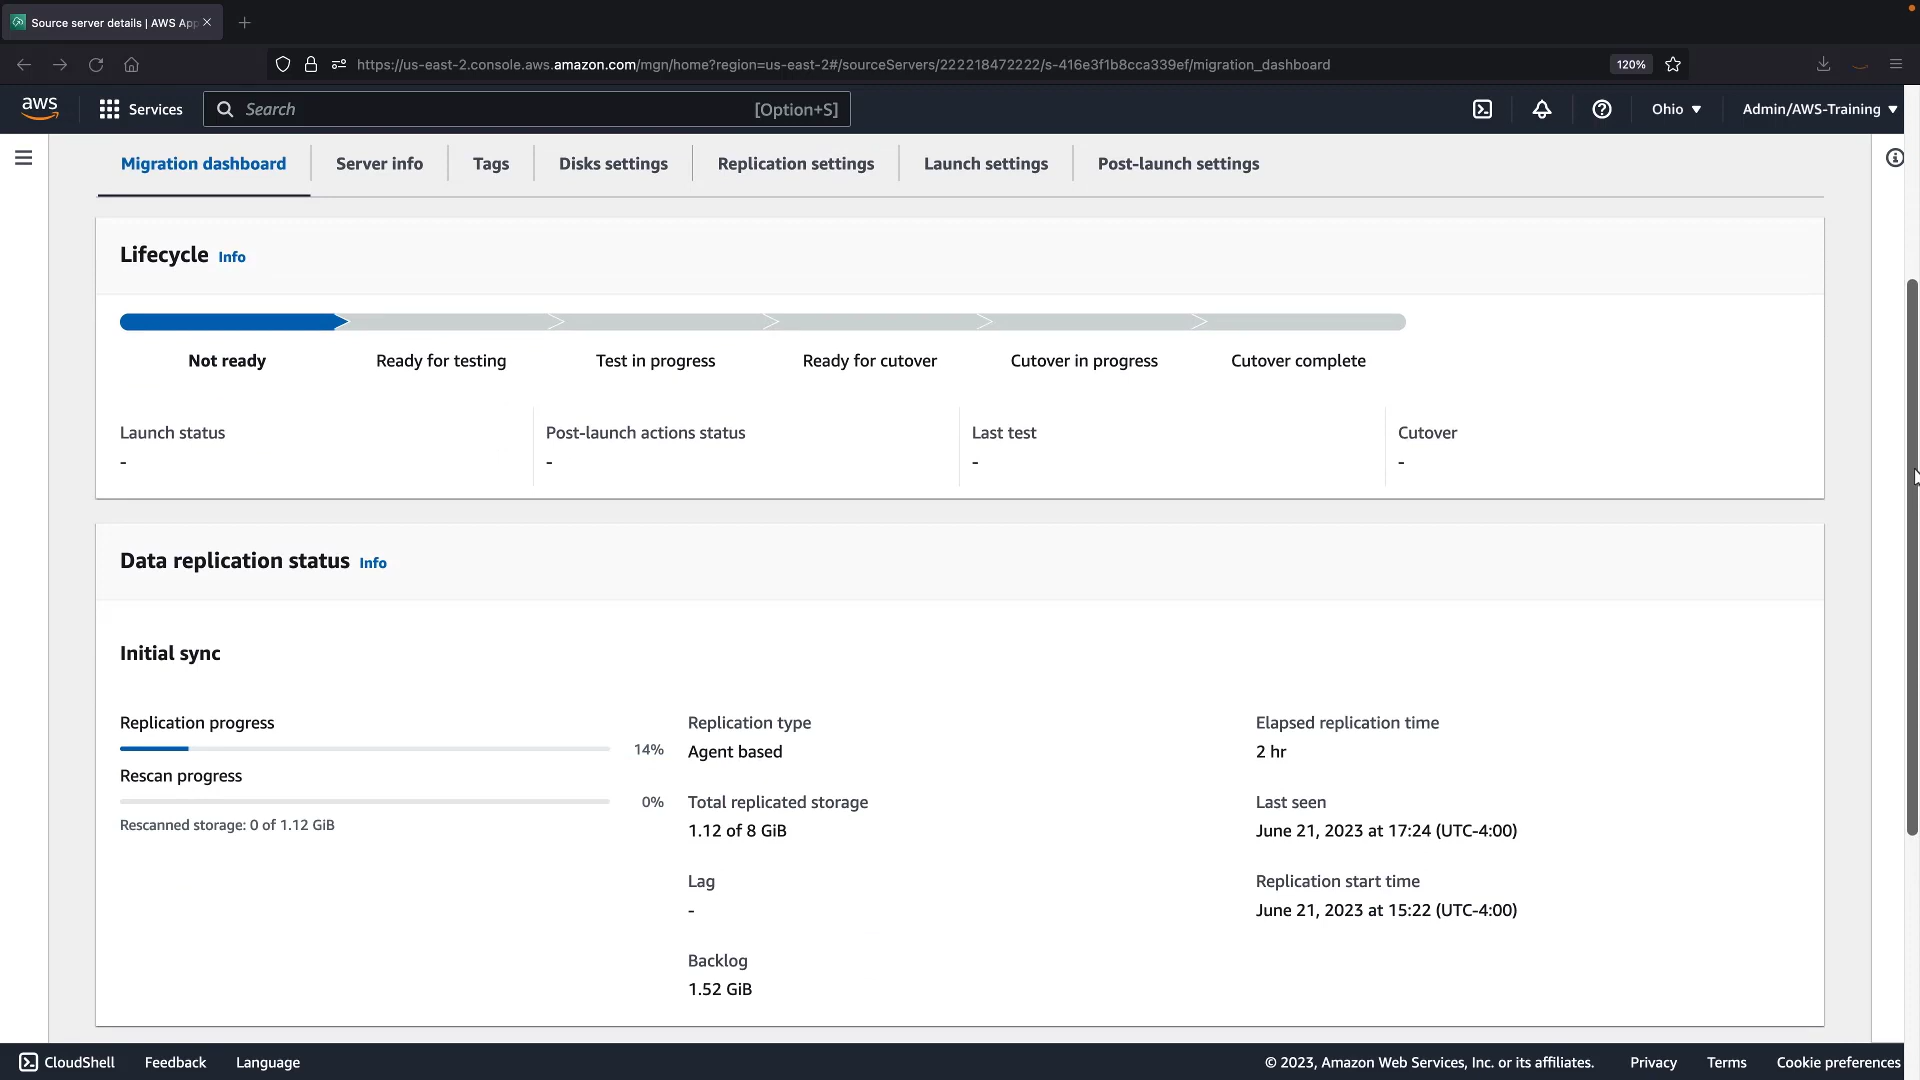 Source server details | AWS App
https://us-east-2.console.aws.amazon.com/mgn/home?region=us-east-2#/sourceServers/222218472222/s-416e3f1b8cca339ef/migration_dashboard
120%
aws
Services
Search
[Option+S]
Ohio
Admin/AWS-Training
Migration dashboard
Server info
Tags
Disks settings
Replication settings
Launch settings
Post-launch settings
Lifecycle Info
Not ready
Ready for testing
Test in progress
Ready for cutover
Cutover in progress
Cutover complete
Launch status
-
Post-launch actions status
-
Last test
-
Cutover
-
Data replication status Info
Initial sync
Replication progress
14%
Rescan progress
0%
Rescanned storage: 0 of 1.12 GiB
Replication type
Agent based
Total replicated storage
1.12 of 8 GiB
Lag
-
Backlog
1.52 GiB
Elapsed replication time
2 hr
Last seen
June 21, 2023 at 17:24 (UTC-4:00)
Replication start time
June 21, 2023 at 15:22 (UTC-4:00)
CloudShell
Feedback
Language
© 2023, Amazon Web Services, Inc. or its affiliates.
Privacy
Terms
Cookie preferences